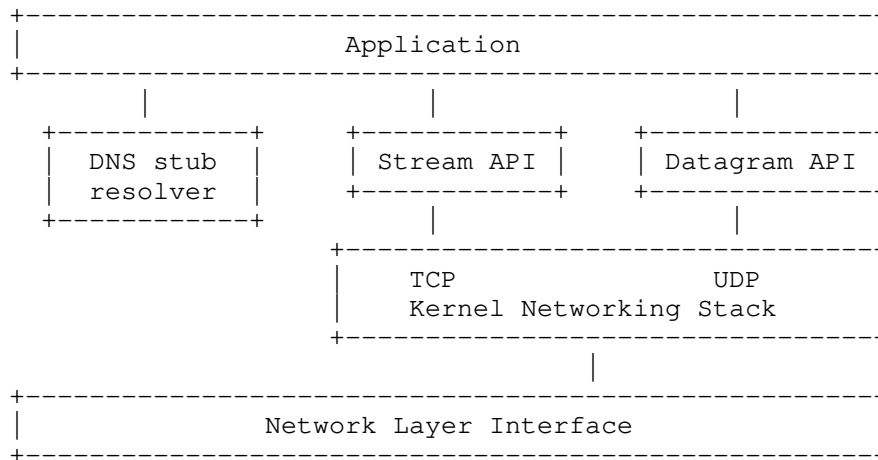 Application
DNS stub resolver
Stream API
Datagram API
TCP UDP
Kernel Networking Stack
Network Layer Interface